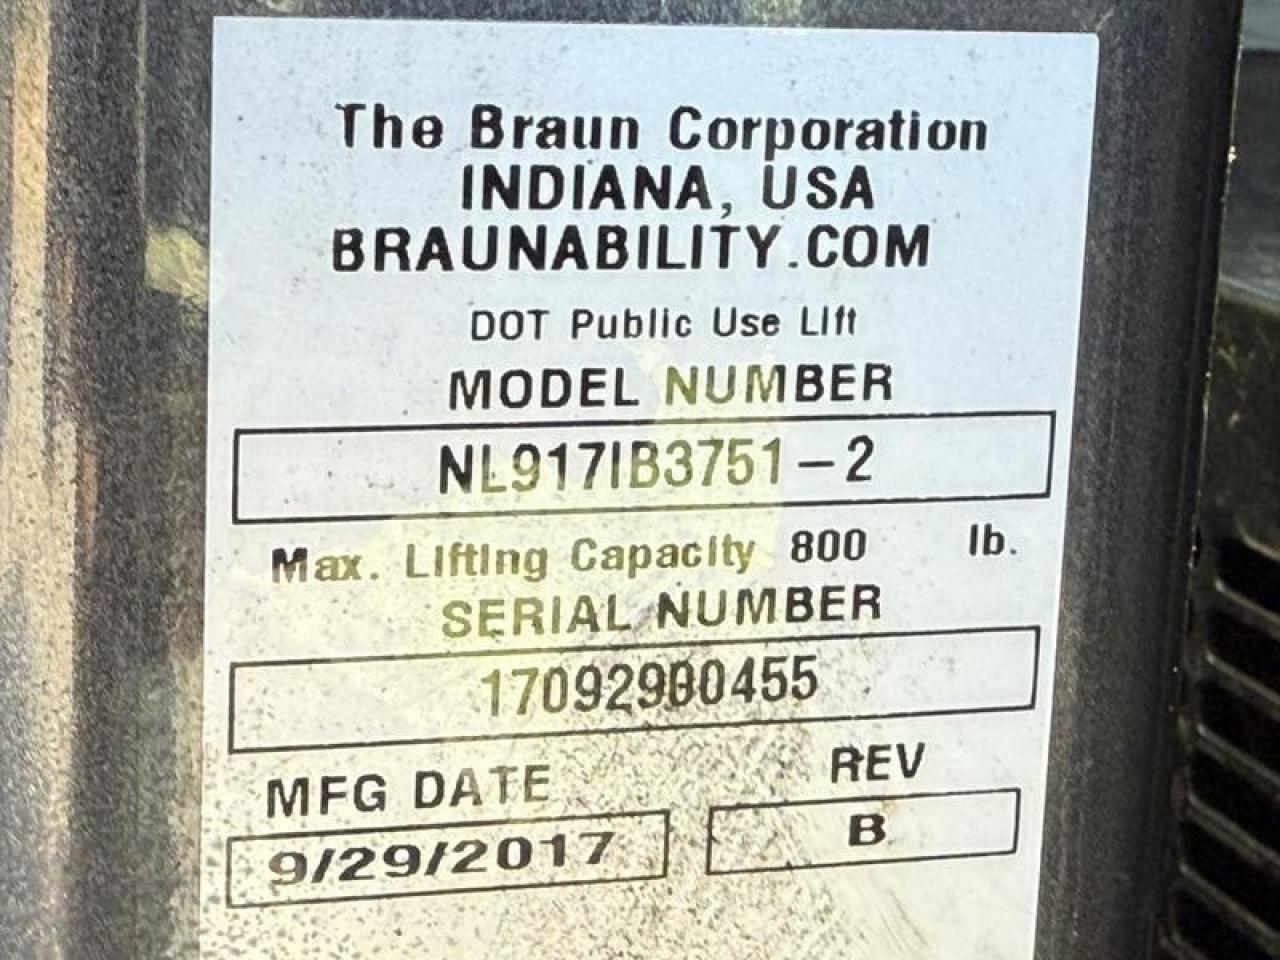 The Braun Corporation
INDIANA, USA
BRAUNABILITY.COM
DOT Public Use Lift
MODEL NUMBER
NL917IB3751-2
Max. Lifting Capacity 800 lb.
SERIAL NUMBER
MFG DATE
REV
9/29/2017
B